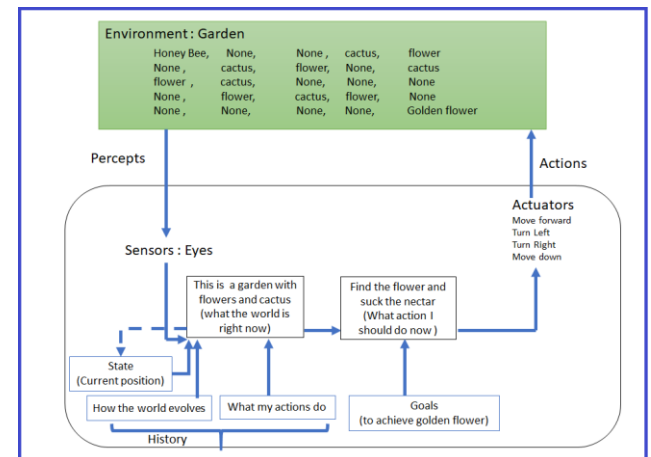 Environment : Garden
Honey Bee, None, None , cactus, flower
None , cactus, flower, None, cactus
flower , cactus, None, None, None
None , flower, cactus, flower, None
None , None, None, None, Golden flower
Percepts
Actions
Actuators
Move forward
Turn Left
Turn Right
Move down
Sensors : Eyes
This is a garden with
flowers and cactus
(what the world is
right now)
Find the flower and
suck the nectar
(What action I
should do now )
State
(Current position)
How the world evolves
What my actions do
Goals
(to achieve golden flower)
History